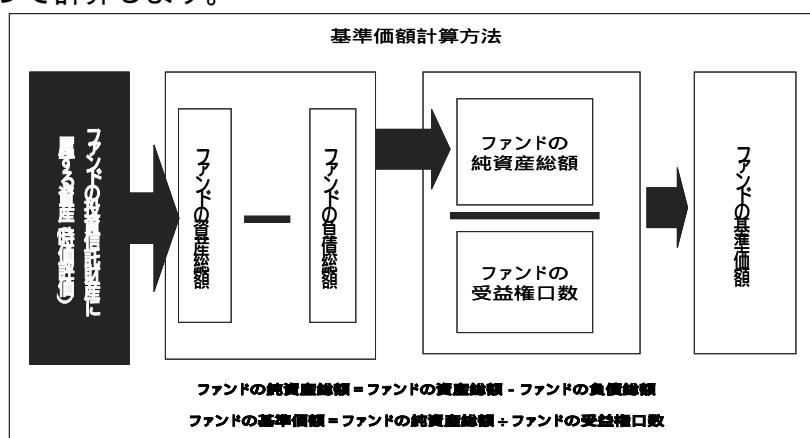 って計算します。
基準価額計算方法
ファンドの投資信託財産に
属する資産（時価評価）
ファンドの資産総額
ファンドの負債総額
ファンドの
純資産総額
ファンドの
受益権口数
ファンドの基準価額
ファンドの純資産総額＝ファンドの資産総額 - ファンドの負債総額
ファンドの基準価額＝ファンドの純資産総額÷ファンドの受益権口数